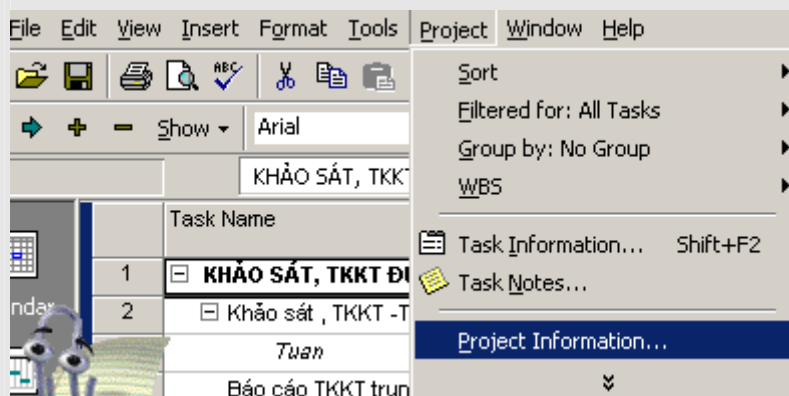 File Edit View Insert Format Tools Project Window Help
ABC
Show Arial
KHẢO SÁT, TKKT
Task Name
1 KHẢO SÁT, TKKT
2 Khảo sát , TKKT -T
Tuan
Báo cáo TKKT trun
Sort
Filtered for: All Tasks
Group by: No Group
WBS
Task Information... Shift+F2
Task Notes...
Project Information...